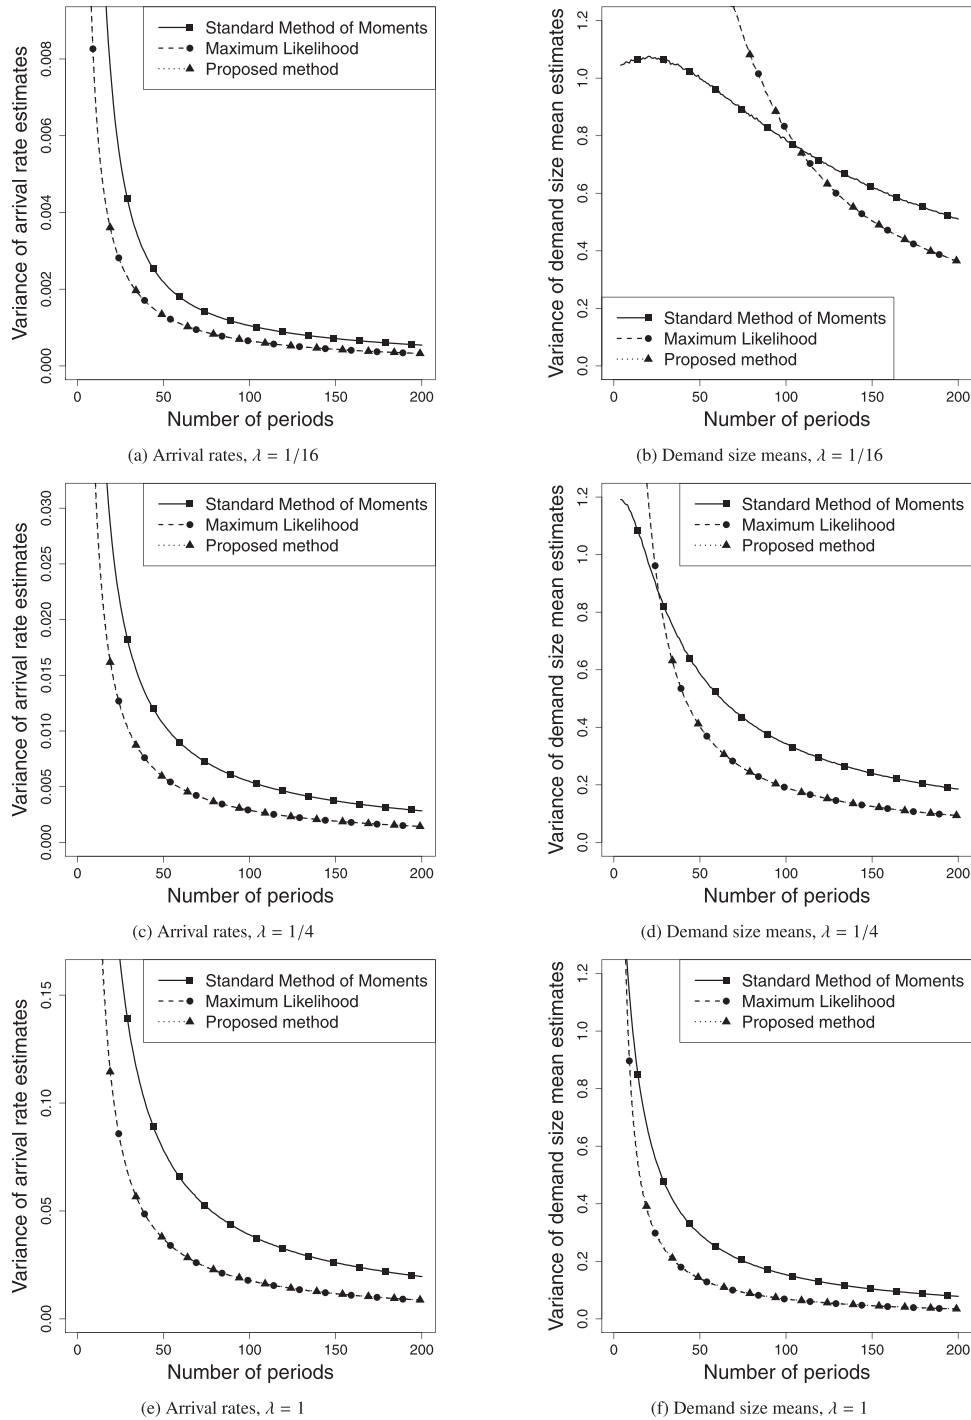 Variance of arrival rate estimates
0.000 0.002 0.004 0.006 0.008
Standard Method of Moments
Maximum Likelihood
Proposed method
0 50 100 150 200
Number of periods
(a) Arrival rates, λ = 1/16
Variance of demand size mean estimates
0.0 0.2 0.4 0.6 0.8 1.0 1.2
Standard Method of Moments
Maximum Likelihood
Proposed method
0 50 100 150 200
Number of periods
(b) Demand size means, λ = 1/16
Variance of arrival rate estimates
0.000 0.005 0.010 0.015 0.020 0.025 0.030
Standard Method of Moments
Maximum Likelihood
Proposed method
0 50 100 150 200
Number of periods
(c) Arrival rates, λ = 1/4
Variance of demand size mean estimates
0.0 0.2 0.4 0.6 0.8 1.0 1.2
Standard Method of Moments
Maximum Likelihood
Proposed method
0 50 100 150 200
Number of periods
(d) Demand size means, λ = 1/4
Variance of arrival rate estimates
0.00 0.05 0.10 0.15
Standard Method of Moments
Maximum Likelihood
Proposed method
0 50 100 150 200
Number of periods
(e) Arrival rates, λ = 1
Variance of demand size mean estimates
0.0 0.2 0.4 0.6 0.8 1.0 1.2
Standard Method of Moments
Maximum Likelihood
Proposed method
0 50 100 150 200
Number of periods
(f) Demand size means, λ = 1